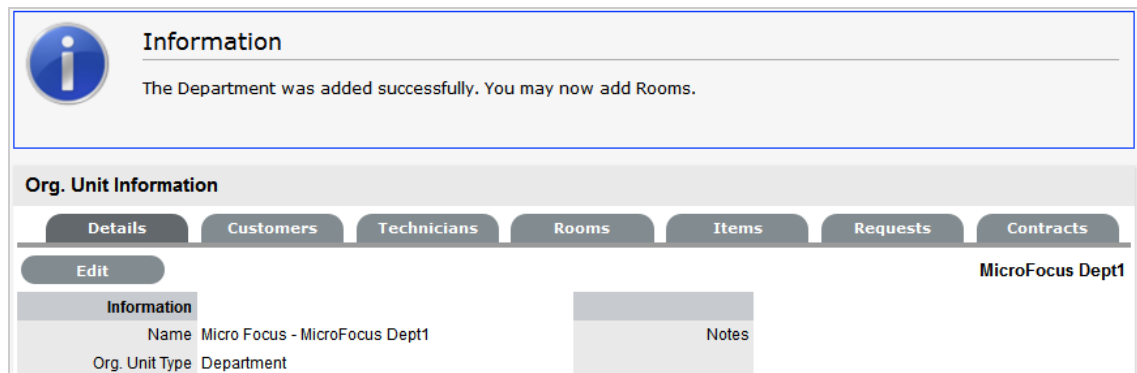 Information
The Department was added successfully. You may now add Rooms.
Org. Unit Information
Details Customers Technicians Rooms Items Requests Contracts
Edit MicroFocus Dept1
Information
Name Micro Focus - MicroFocus Dept1 Notes
Org. Unit Type Department